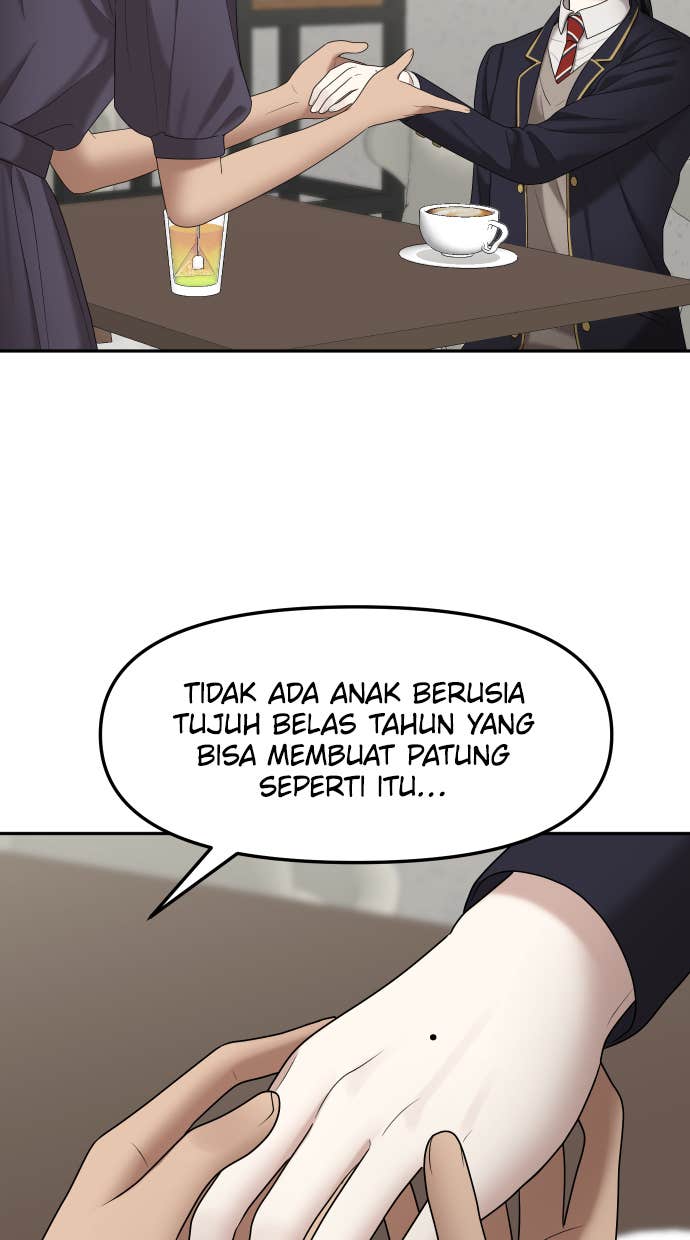 TIDAK ADA ANAK BERUSIA
TUJUH BELAS TAHUN YANG
BISA MEMBUAT PATUNG
SEPERTI ITU...